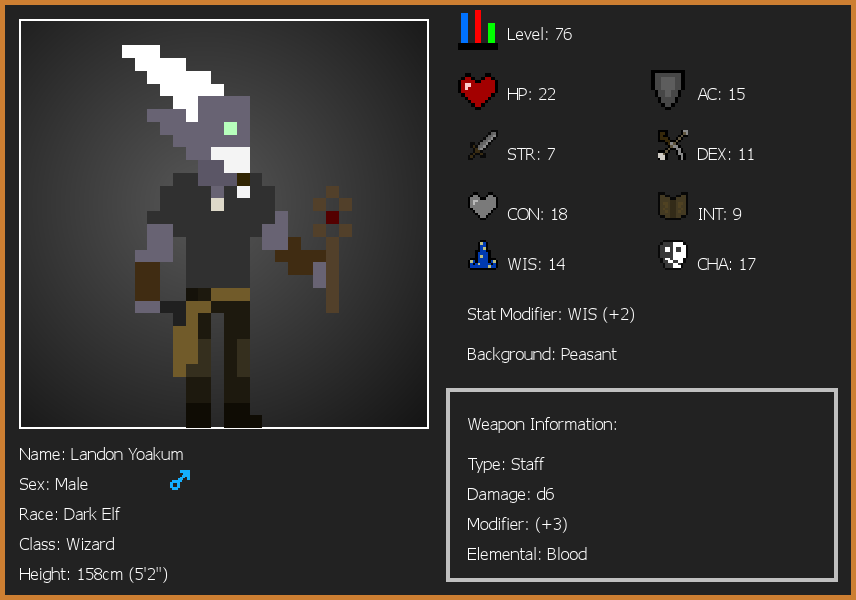 Level: 76
HP: 22
AC: 15
STR: 7
DEX: 11
CON: 18
INT: 9
WIS: 14
CHA: 17
Stat Modifier: WIS (+2)
Background: Peasant
Weapon Information:
Type: Staff
Damage: d6
Modifier: (+3)
Elemental: Blood
Name: Landon Yoakum
Sex: Male
Race: Dark Elf
Class: Wizard
Height: 158cm (5'2")